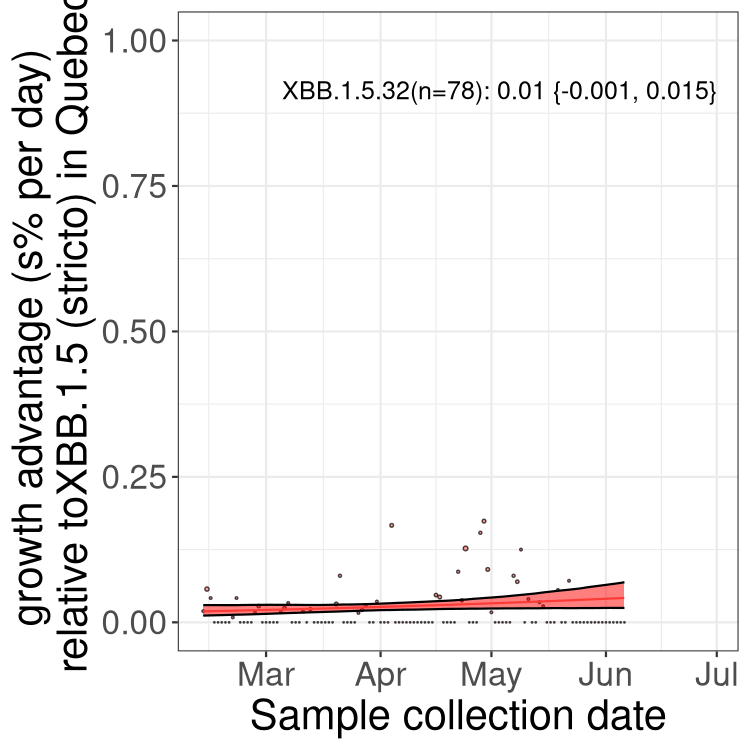 growth advantage (s% per day)
relative toXBB.1.5 (stricto) in Quebec
1.00
0.75
0.50
0.25
0.00
XBB.1.5.32(n=78): 0.01 {-0.001, 0.015}
Mar Apr May Jun Jul
Sample collection date